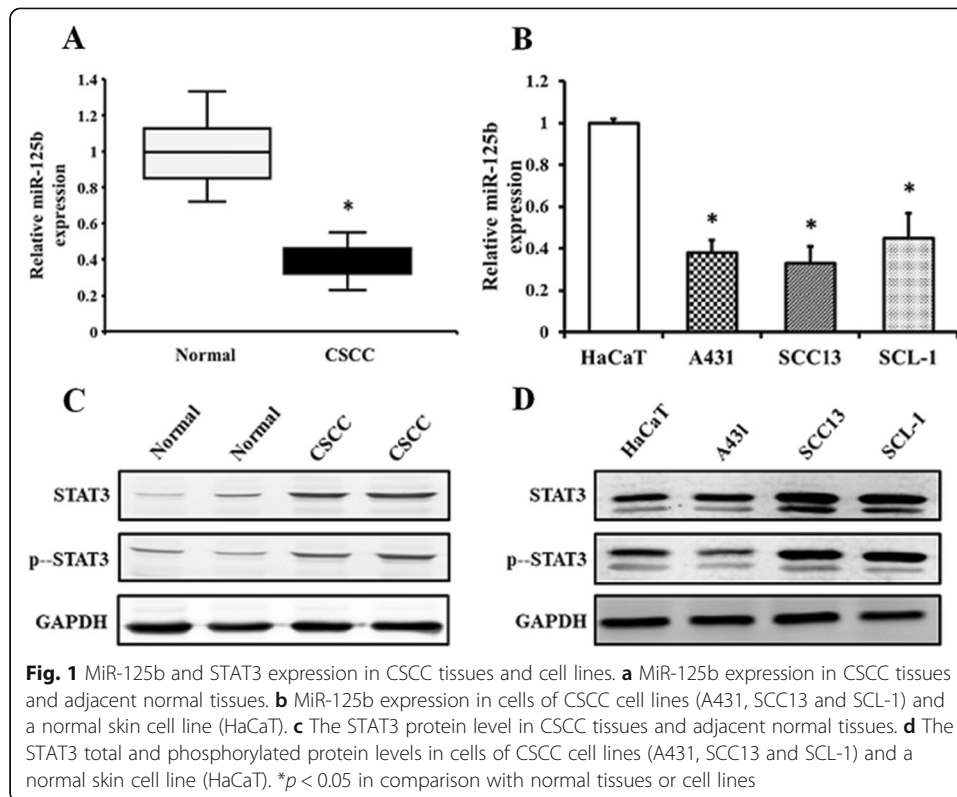 A
Relative miR-125b
expression
1.4
1.2
1
0.8
0.6
0.4
0.2
0
*
Normal
CSCC
B
Relative miR-125b
expression
1.2
1
0.8
0.6
0.4
0.2
0
*
*
*
HaCaT
A431
SCC13
SCL-1
C
Normal
Normal
CSCC
CSCC
STAT3
p--STAT3
GAPDH
D
HaCaT
A431
SCC13
SCL-1
STAT3
p--STAT3
GAPDH
Fig. 1 MiR-125b and STAT3 expression in CSCC tissues and cell lines. a MiR-125b expression in CSCC tissues
and adjacent normal tissues. b MiR-125b expression in cells of CSCC cell lines (A431, SCC13 and SCL-1) and
a normal skin cell line (HaCaT). c The STAT3 protein level in CSCC tissues and adjacent normal tissues. d The
STAT3 total and phosphorylated protein levels in cells of CSCC cell lines (A431, SCC13 and SCL-1) and a
normal skin cell line (HaCaT). *p < 0.05 in comparison with normal tissues or cell lines